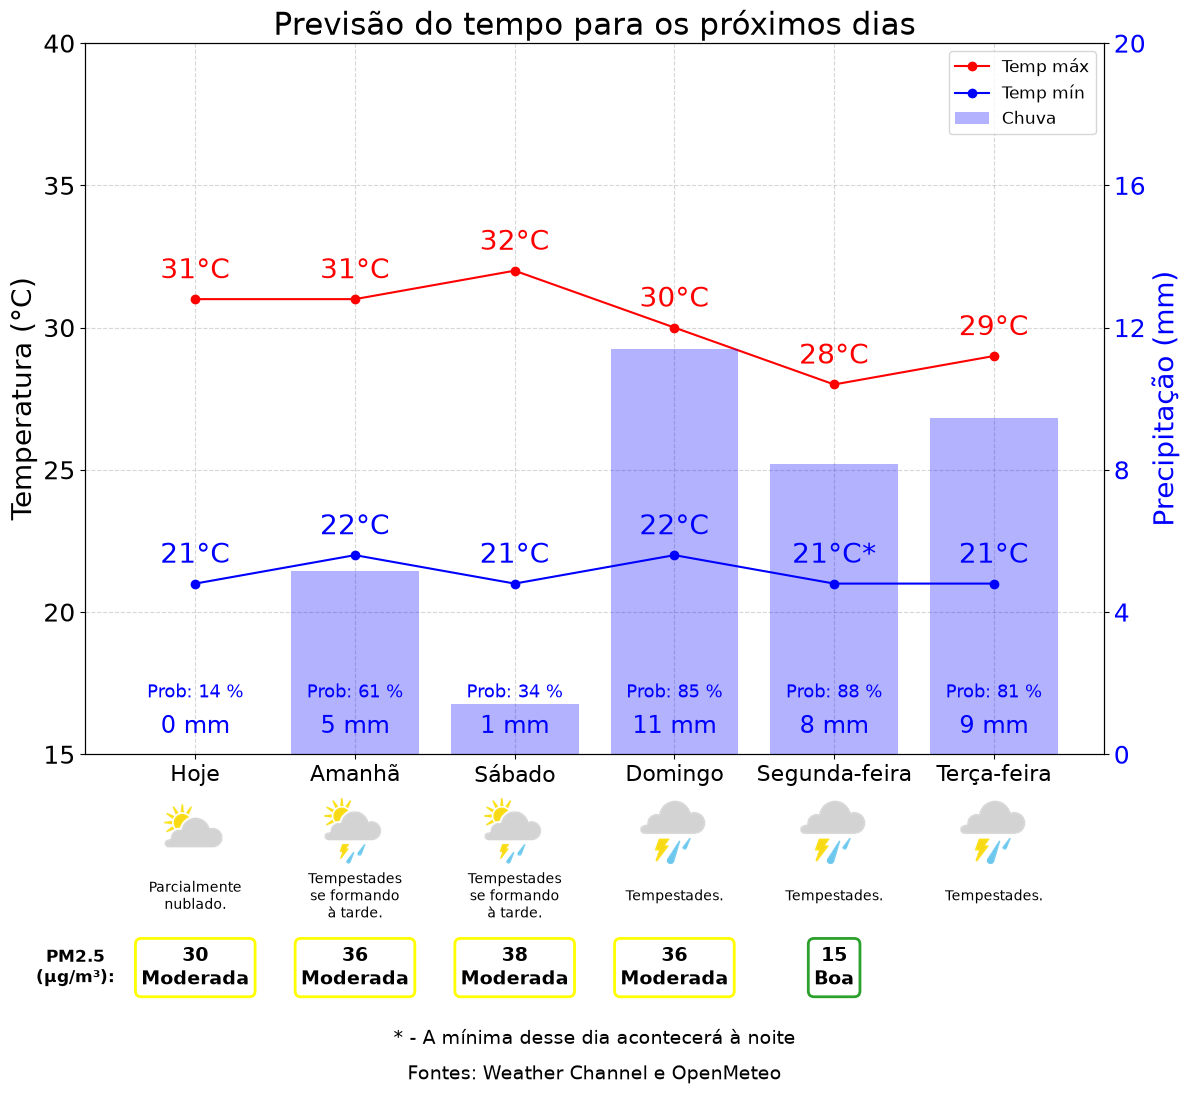 Previsão do tempo para os próximos dias
40
35
30
25
20
15
Temperatura (°C)
20
16
12
8
4
0
Precipitação (mm)
Temp máx
Temp mín
Chuva
31°C
31°C
32°C
30°C
28°C
29°C
21°C
22°C
21°C
22°C
21°C*
21°C
Prob: 14 %
Prob: 61 %
Prob: 34 %
Prob: 85 %
Prob: 88 %
Prob: 81 %
0 mm
5 mm
1 mm
11 mm
8 mm
9 mm
Hoje
Amanhã
Sábado
Domingo
Segunda-feira
Terça-feira
Parcialmente
nublado.
Tempestades
se formando
à tarde.
Tempestades
se formando
à tarde.
Tempestades.
Tempestades.
Tempestades.
PM2.5
(µg/m³):
30
Moderada
36
Moderada
38
Moderada
36
Moderada
15
Boa
* - A mínima desse dia acontecerá à noite
Fontes: Weather Channel e OpenMeteo